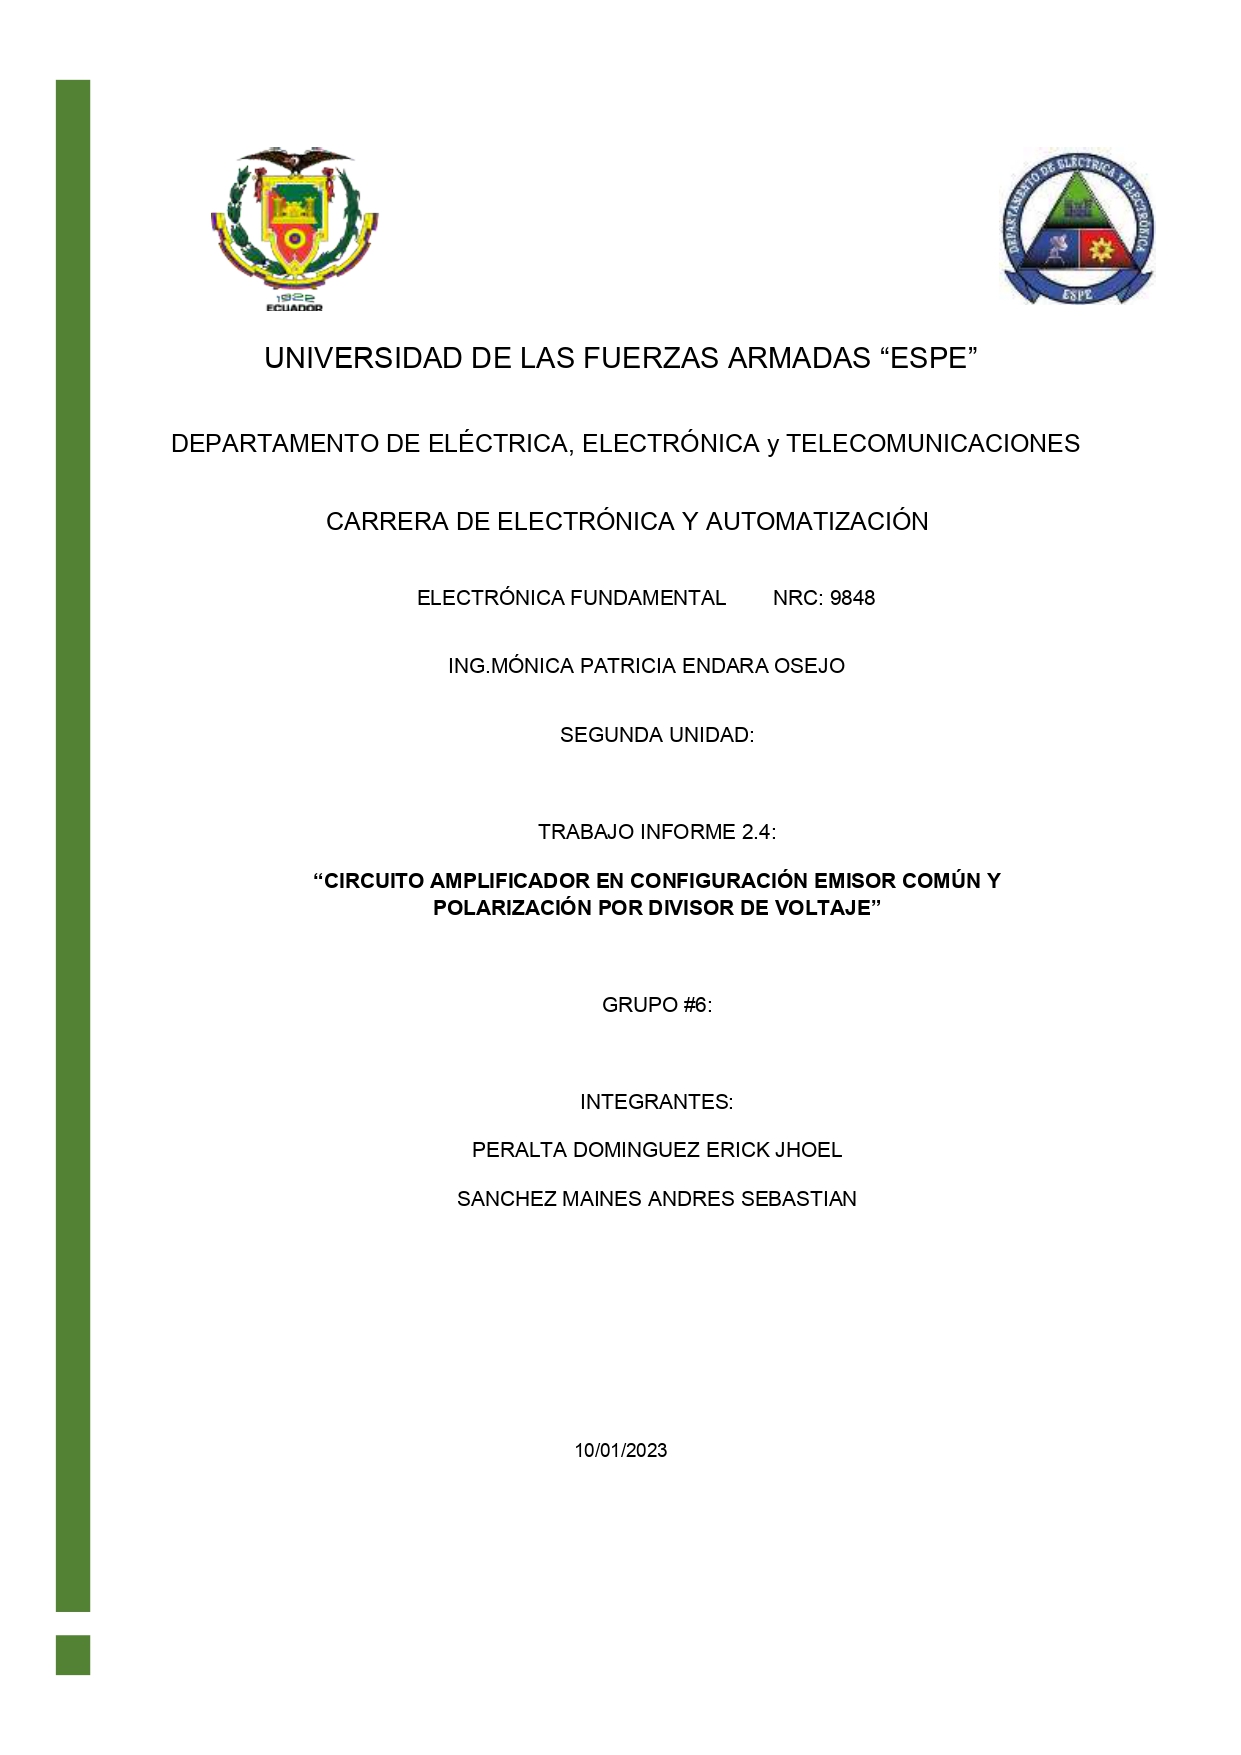 1922
ECUADOR
DEPARTAMENTO DE ELÉCTRICA Y ELECTRÓNICA
ESPE
UNIVERSIDAD DE LAS FUERZAS ARMADAS “ESPE”
DEPARTAMENTO DE ELÉCTRICA, ELECTRÓNICA y TELECOMUNICACIONES
CARRERA DE ELECTRÓNICA Y AUTOMATIZACIÓN
ELECTRÓNICA FUNDAMENTAL NRC: 9848
ING.MÓNICA PATRICIA ENDARA OSEJO
SEGUNDA UNIDAD:
TRABAJO INFORME 2.4:
“CIRCUITO AMPLIFICADOR EN CONFIGURACIÓN EMISOR COMÚN Y
POLARIZACIÓN POR DIVISOR DE VOLTAJE”
GRUPO #6:
INTEGRANTES:
PERALTA DOMINGUEZ ERICK JHOEL
SANCHEZ MAINES ANDRES SEBASTIAN
10/01/2023